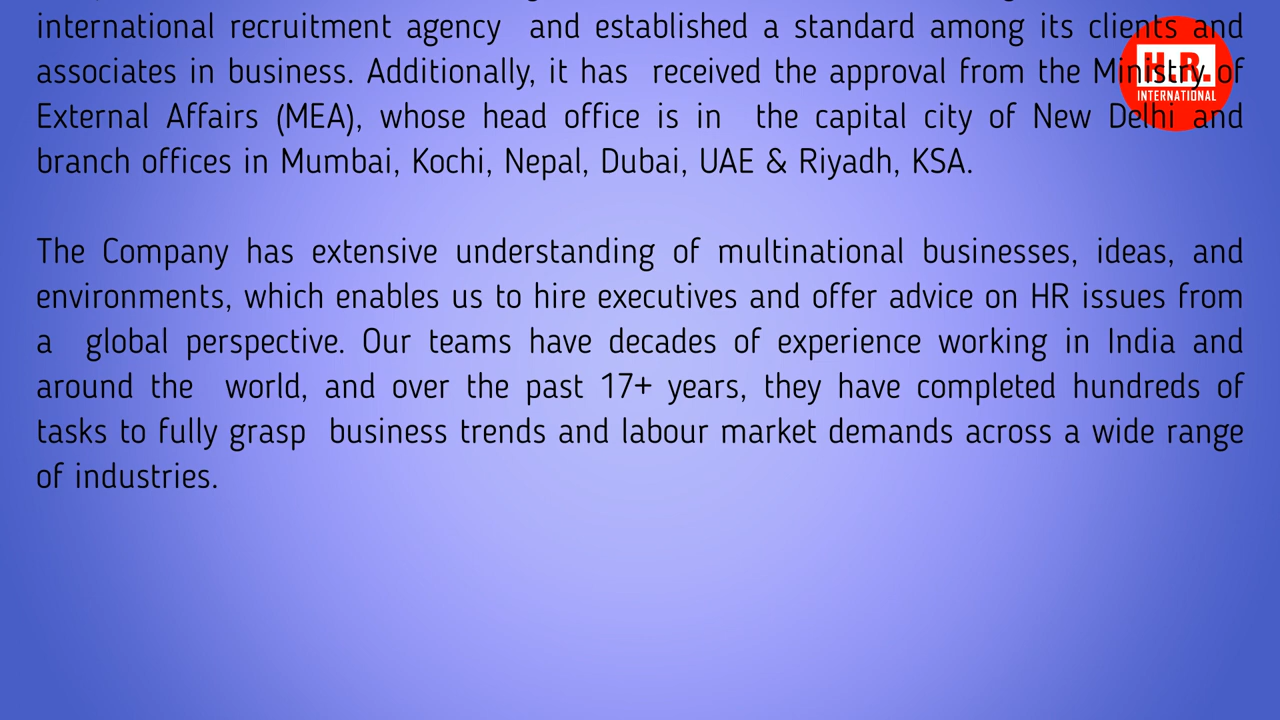 international recruitment agency and established a standard among its clients and
associates in business. Additionally, it has received the approval from the Ministry of
External Affairs (MEA), whose head office is in the capital city of New Delhi and
branch offices in Mumbai, Kochi, Nepal, Dubai, UAE & Riyadh, KSA.
The Company has extensive understanding of multinational businesses, ideas, and
environments, which enables us to hire executives and offer advice on HR issues from
a global perspective. Our teams have decades of experience working in India and
around the world, and over the past 17+ years, they have completed hundreds of
tasks to fully grasp business trends and labour market demands across a wide range
of industries.
H.R.
INTERNATIONAL